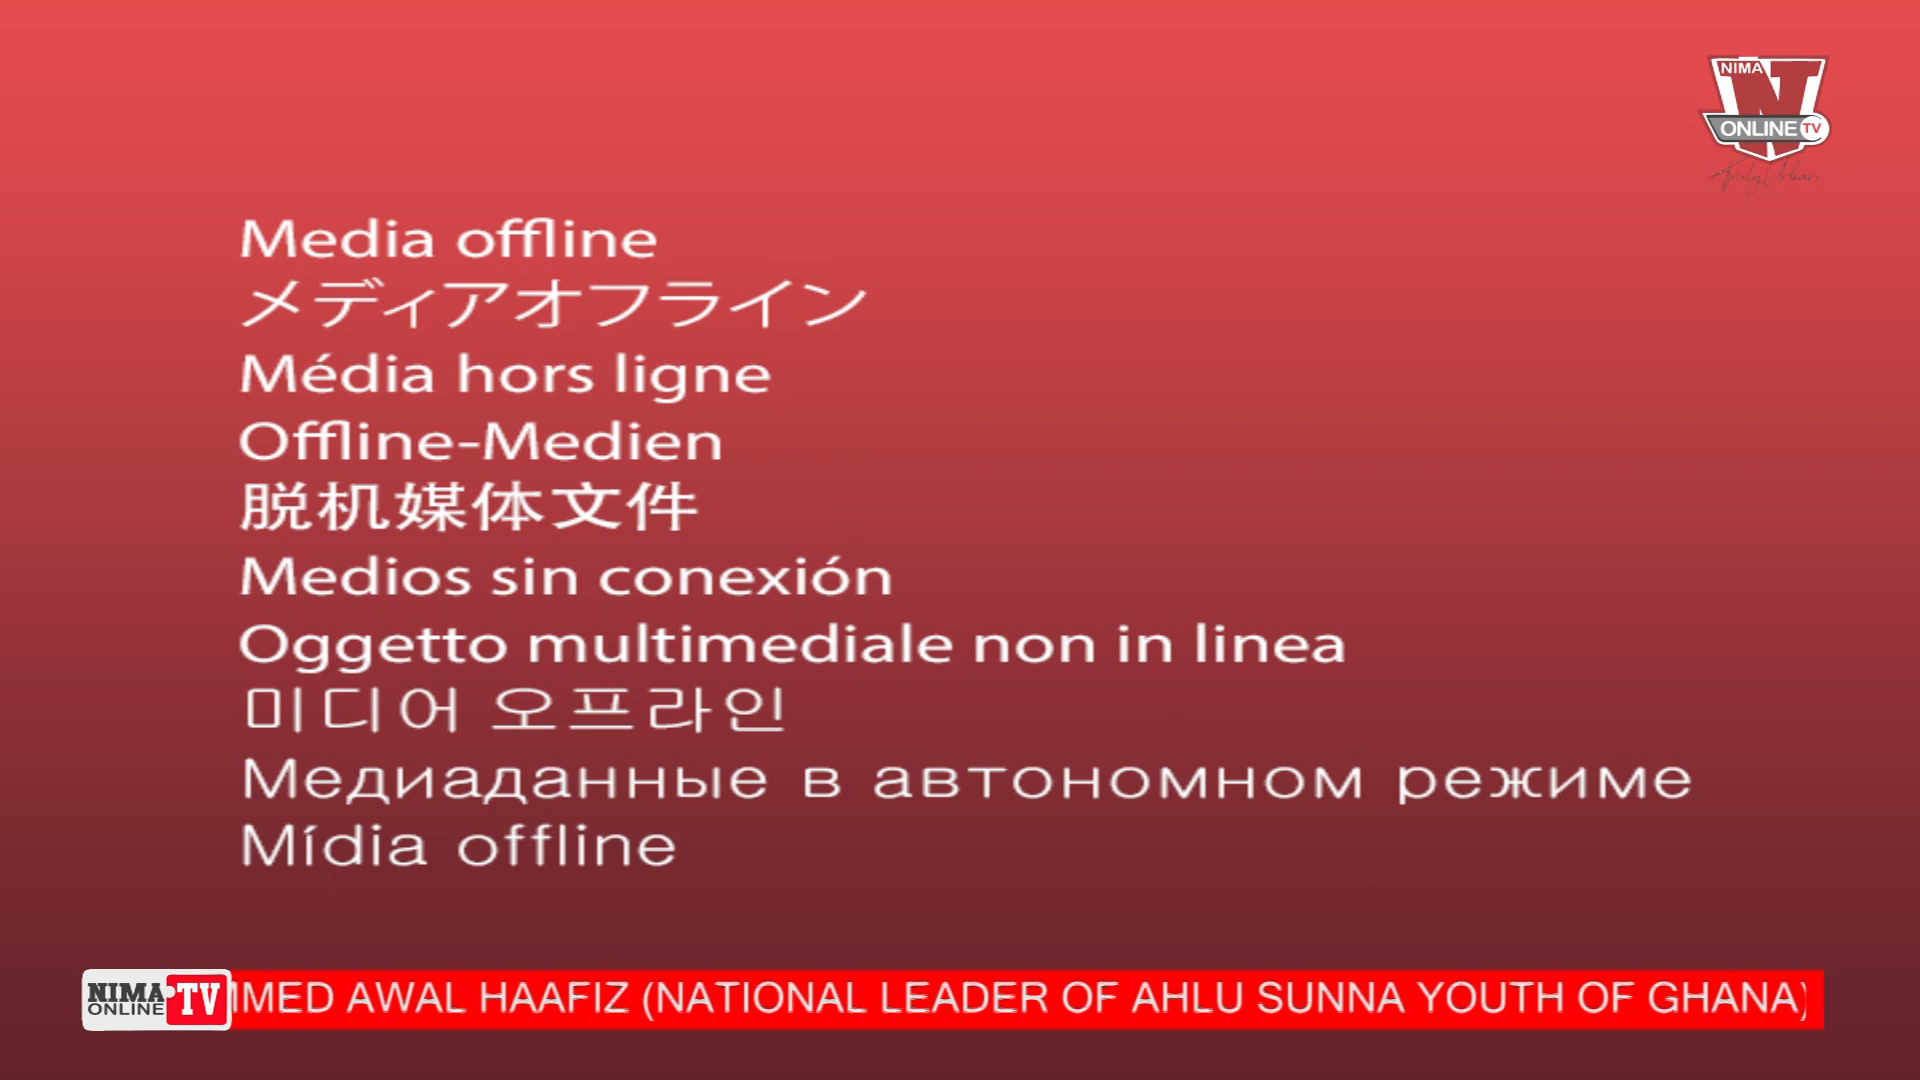 NIMA
ONLINE TV
Media offline
メディアオフライン
Média hors ligne
Offline-Medien
脱机媒体文件
Medios sin conexión
Oggetto multimediale non in linea
미디어 오프라인
Медиаданные в автономном режиме
Mídia offline
NIMA TV
ONLINE
MMED AWAL HAAFIZ (NATIONAL LEADER OF AHLU SUNNA YOUTH OF GHANA)